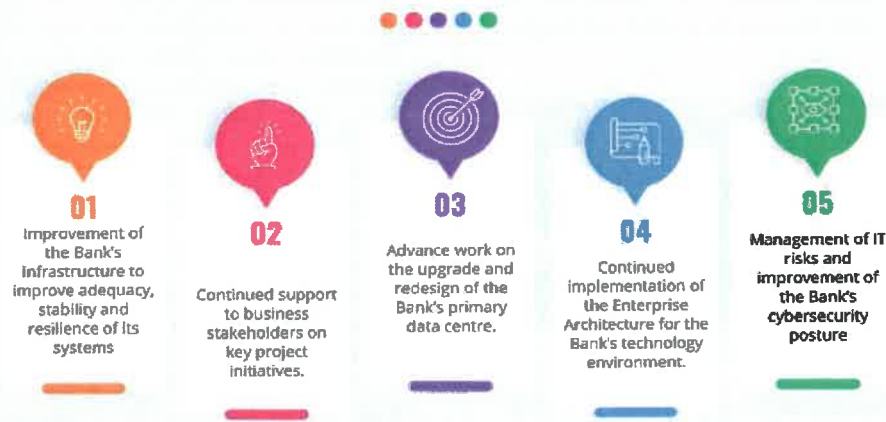 01
Improvement of
the Bank's
infrastructure to
improve adequacy,
stability and
resilience of its
systems
02
Continued support
to business
stakeholders on
key project
initiatives.
03
Advance work on
the upgrade and
redesign of the
Bank's primary
data centre.
04
Continued
implementation of
the Enterprise
Architecture for the
Bank's technology
environment.
05
Management of IT
risks and
improvement of
the Bank's
cybersecurity
posture